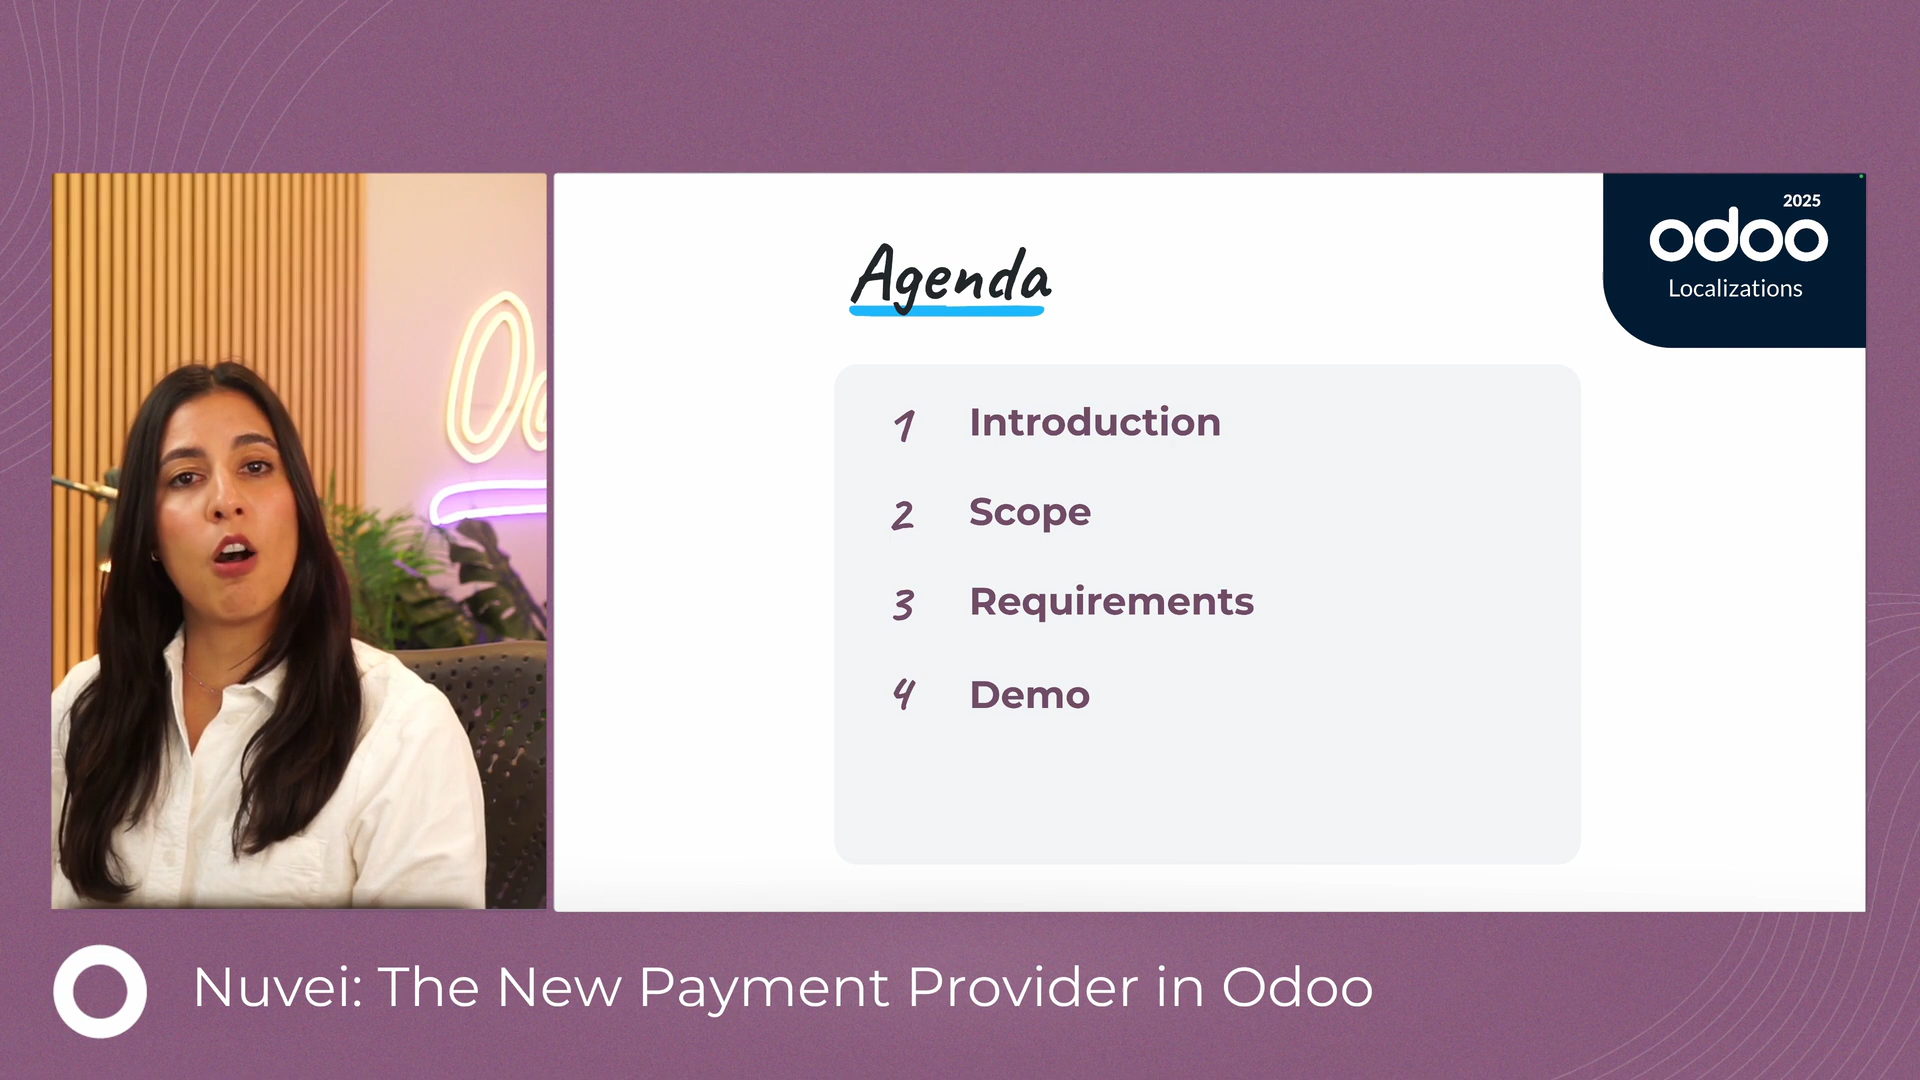 Agenda
2025
odoo
Localizations
1 Introduction
2 Scope
3 Requirements
4 Demo
Nuvei: The New Payment Provider in Odoo